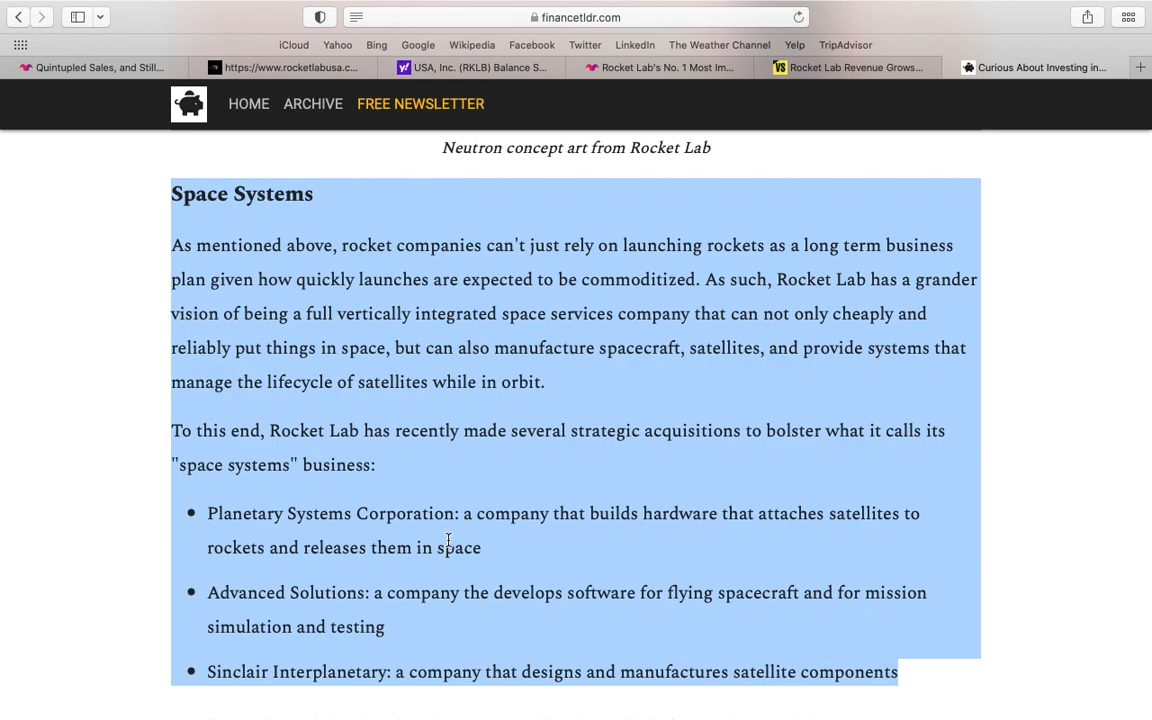 financetldr.com
iCloud Yahoo Bing Google Wikipedia Facebook Twitter LinkedIn The Weather Channel Yelp TripAdvisor
Quintupled Sales, and Still... https://www.rocketlabusa.c... USA, Inc. (RKLB) Balance S... Rocket Lab's No. 1 Most Im... Rocket Lab Revenue Grows... Curious About Investing in...
HOME ARCHIVE FREE NEWSLETTER
Neutron concept art from Rocket Lab
Space Systems
As mentioned above, rocket companies can't just rely on launching rockets as a long term business
plan given how quickly launches are expected to be commoditized. As such, Rocket Lab has a grander
vision of being a full vertically integrated space services company that can not only cheaply and
reliably put things in space, but can also manufacture spacecraft, satellites, and provide systems that
manage the lifecycle of satellites while in orbit.
To this end, Rocket Lab has recently made several strategic acquisitions to bolster what it calls its
"space systems" business:
• Planetary Systems Corporation: a company that builds hardware that attaches satellites to
rockets and releases them in space
• Advanced Solutions: a company the develops software for flying spacecraft and for mission
simulation and testing
• Sinclair Interplanetary: a company that designs and manufactures satellite components